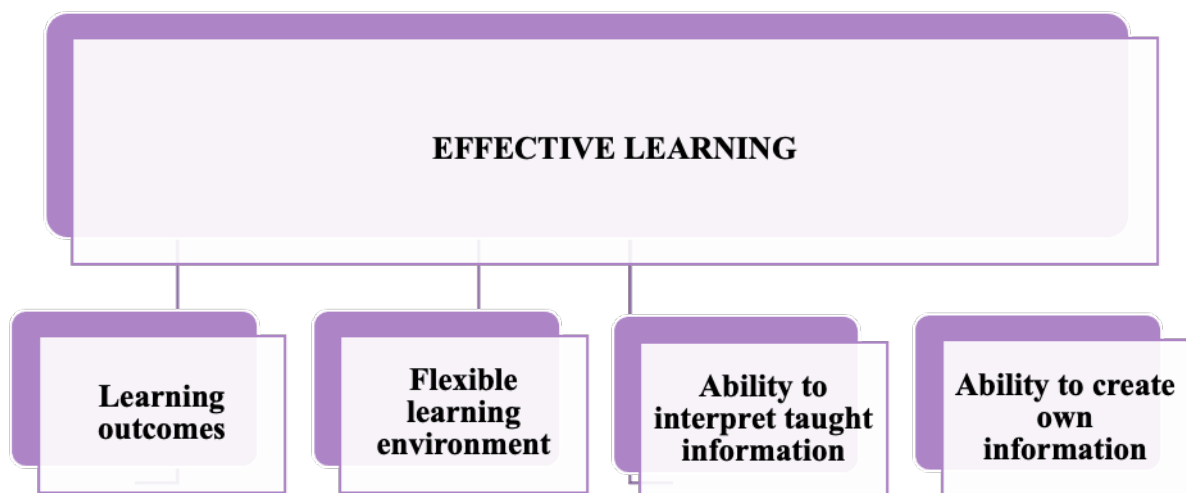 EFFECTIVE LEARNING
Learning
outcomes
Flexible
learning
environment
Ability to
interpret taught
information
Ability to create
own
information